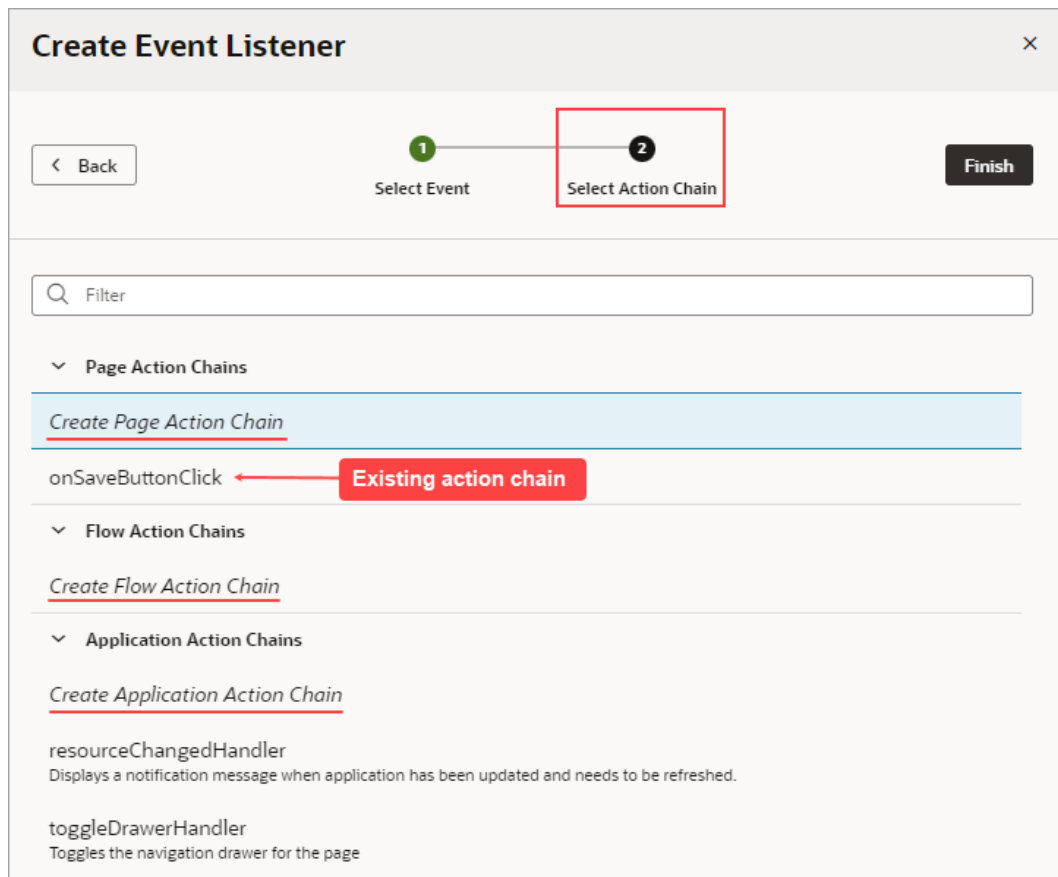 Create Event Listener
Back
1
2
Select Event
Select Action Chain
Finish
Filter
Page Action Chains
Create Page Action Chain
onSaveButtonClick
Existing action chain
Flow Action Chains
Create Flow Action Chain
Application Action Chains
Create Application Action Chain
resourceChangedHandler
Displays a notification message when application has been updated and needs to be refreshed.
toggleDrawerHandler
Toggles the navigation drawer for the page